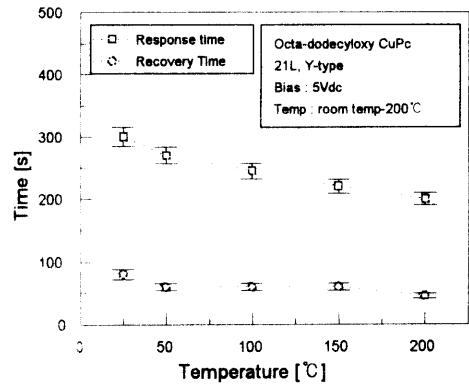 500
400
300
200
100
0
Time [s]
Response time
Recovery Time
Octa-dodecyloxy CuPc
21L, Y-type
Bias : 5Vdc
Temp : room temp-200℃
0 50 100 150 200
Temperature [℃]